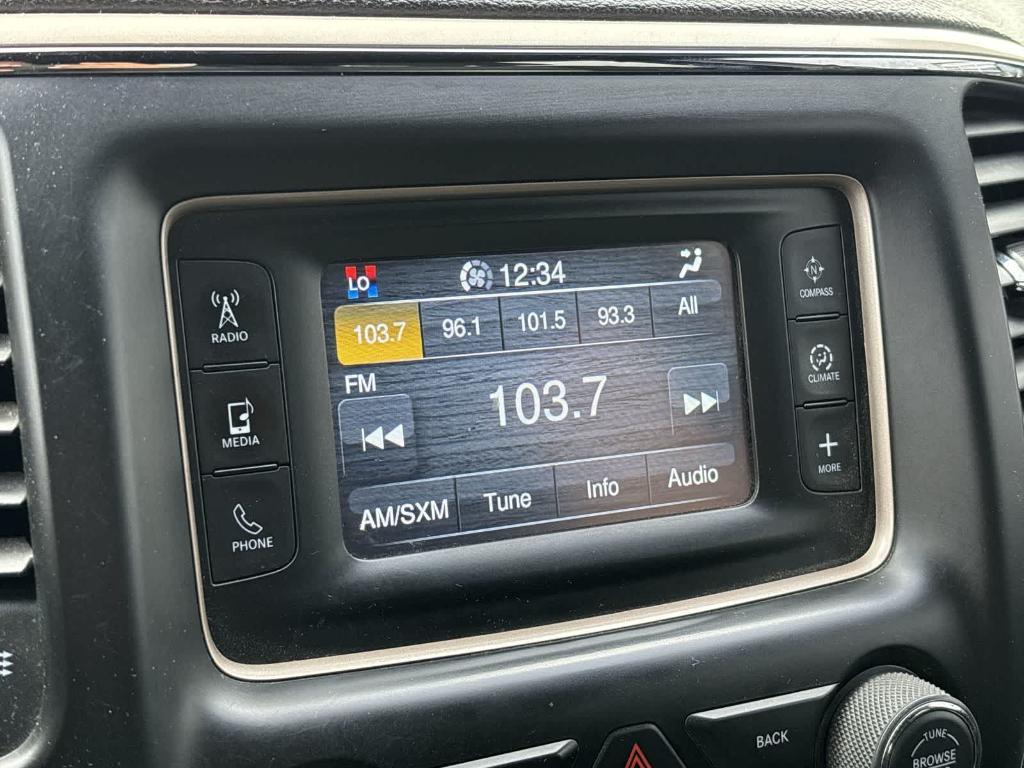 LO 12:34
103.7 96.1 101.5 93.3 All
FM
103.7
AM/SXM Tune Info Audio
RADIO
MEDIA
PHONE
N
COMPASS
CLIMATE
MORE
BACK
TUNE
BROWSE